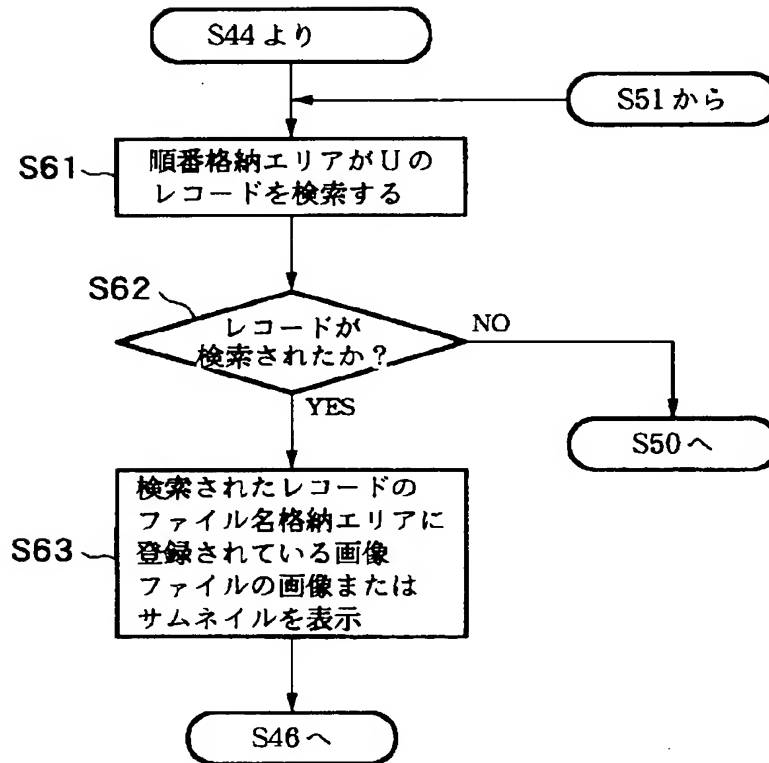 S44より
S51から
S61
順番格納エリアがUの
レコードを検索する
S62
レコードが
検索されたか？
NO
YES
S50へ
S63
検索されたレコードの
ファイル名格納エリアに
登録されている画像
ファイルの画像または
サムネイルを表示
S46へ